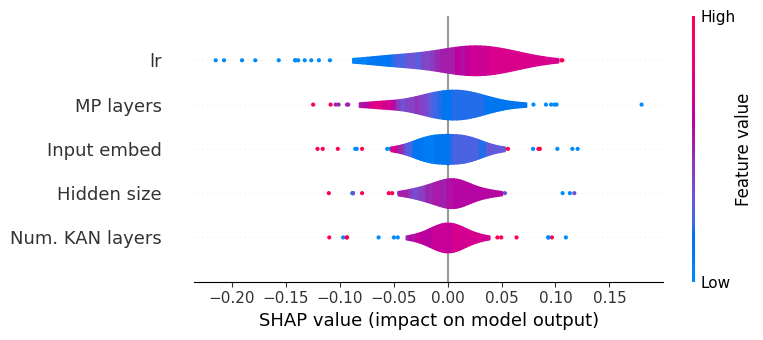 High
lr
MP layers
Input embed
Hidden size
Num. KAN layers
Feature value
Low
−0.20 −0.15 −0.10 −0.05 0.00 0.05 0.10 0.15
SHAP value (impact on model output)